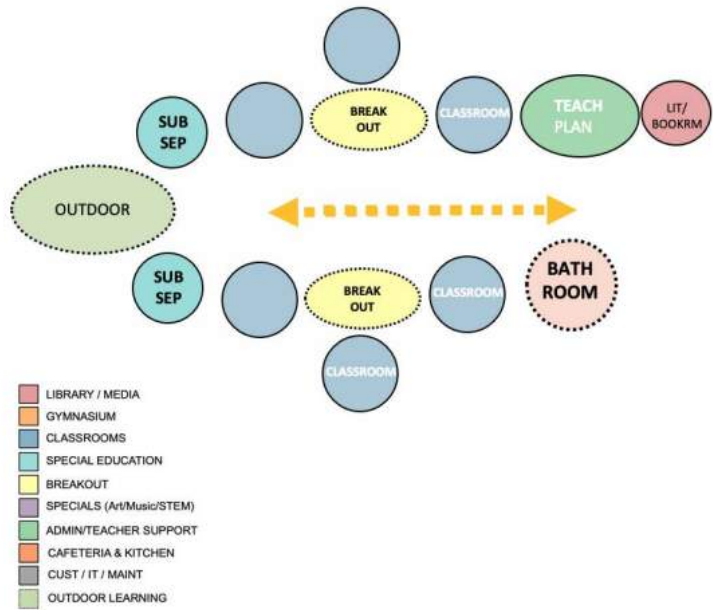 BREAK
OUT
CLASSROOM
TEACH
PLAN
LIT/
BOOKRM
SUB
SEP
OUTDOOR
SUB
SEP
BREAK
OUT
CLASSROOM
BATH
ROOM
CLASSROOM
LIBRARY / MEDIA
GYMNASIUM
CLASSROOMS
SPECIAL EDUCATION
BREAKOUT
SPECIALS (Art/Music/STEM)
ADMIN/TEACHER SUPPORT
CAFETERIA & KITCHEN
CUST / IT / MAINT
OUTDOOR LEARNING